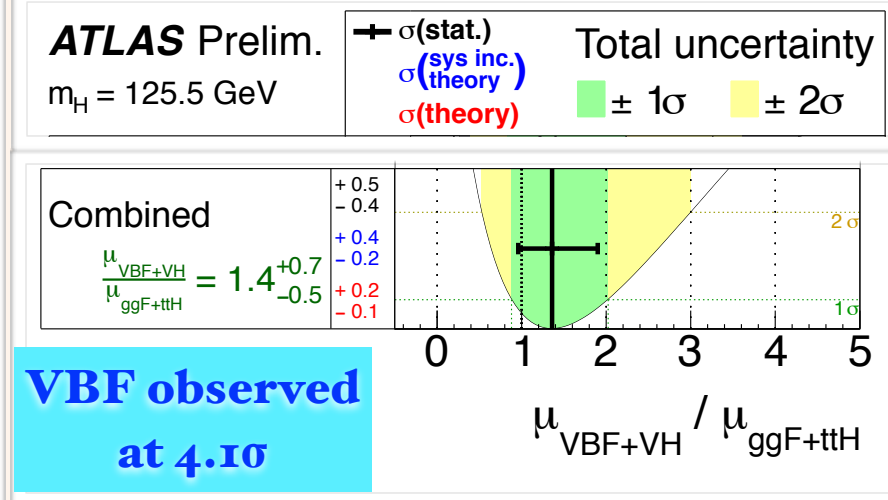 ATLAS Prelim.
m_H = 125.5 GeV
σ(stat.)
σ(sys inc. theory)
σ(theory)
Total uncertainty
± 1σ ± 2σ
Combined
μ_VBF+VH / μ_ggF+ttH = 1.4 +0.7 −0.5
+ 0.5
− 0.4
+ 0.4
− 0.2
+ 0.2
− 0.1
2 σ
1 σ
0 1 2 3 4 5
μ_VBF+VH / μ_ggF+ttH
VBF observed
at 4.1σ